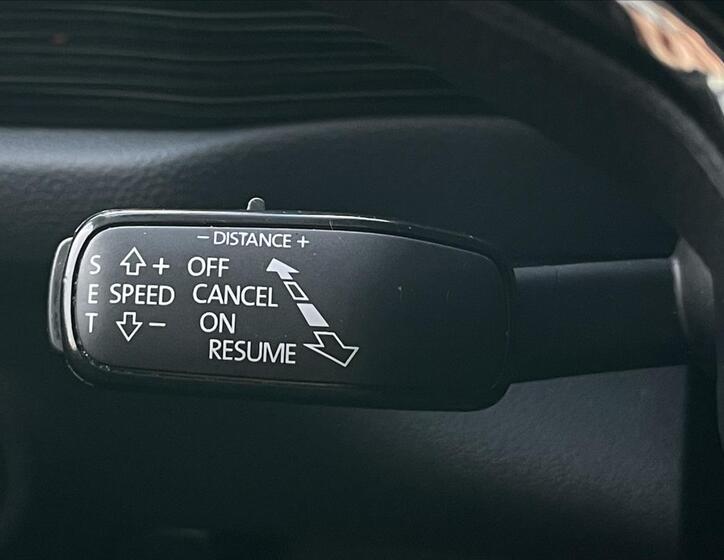 – DISTANCE +
S + OFF
E SPEED CANCEL
T – ON
RESUME